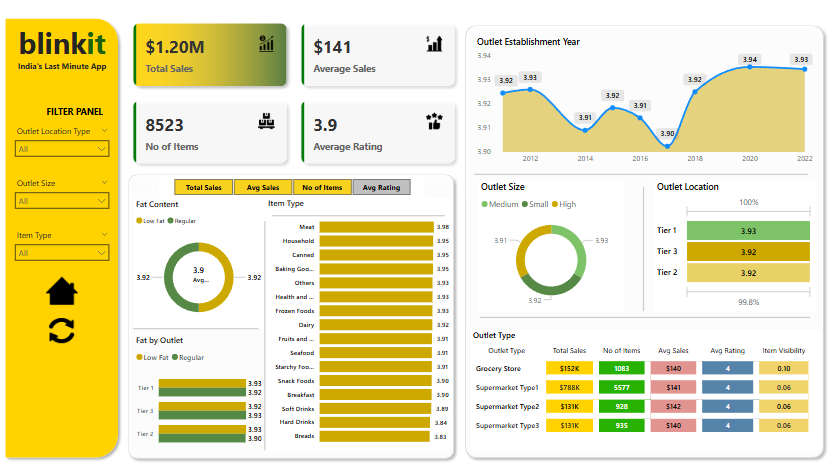 blinkit
India's Last Minute App
FILTER PANEL
Outlet Location Type
All
Outlet Size
All
Item Type
All
$1.20M
Total Sales
$141
Average Sales
8523
No of Items
3.9
Average Rating
Total Sales
Avg Sales
No of Items
Avg Rating
Fat Content
Low Fat
Regular
3.92
3.9
Avg...
3.92
Fat by Outlet
Low Fat
Regular
Tier 1
3.93
3.92
Tier 3
3.92
3.93
Tier 2
3.93
3.90
Item Type
Meat 3.98
Household 3.95
Canned 3.95
Baking Goo... 3.95
Others 3.93
Health and ... 3.93
Frozen Foods 3.93
Dairy 3.92
Fruits and ... 3.91
Seafood 3.91
Starchy Foo... 3.91
Snack Foods 3.90
Breakfast 3.90
Soft Drinks 3.89
Hard Drinks 3.84
Breads 3.83
Outlet Establishment Year
3.94
3.93
3.92
3.91
3.90
3.92
3.93
3.91
3.92
3.91
3.90
3.92
3.94
3.93
2012
2014
2016
2018
2020
2022
Outlet Size
Medium
Small
High
3.91
3.93
3.92
Outlet Location
100%
Tier 1 3.93
Tier 3 3.92
Tier 2 3.92
99.8%
Outlet Type
Outlet Type Total Sales No of Items Avg Sales Avg Rating Item Visibility
Grocery Store $152K 1083 $140 4 0.10
Supermarket Type1 $788K 5577 $141 4 0.06
Supermarket Type2 $131K 928 $142 4 0.06
Supermarket Type3 $131K 935 $140 4 0.06